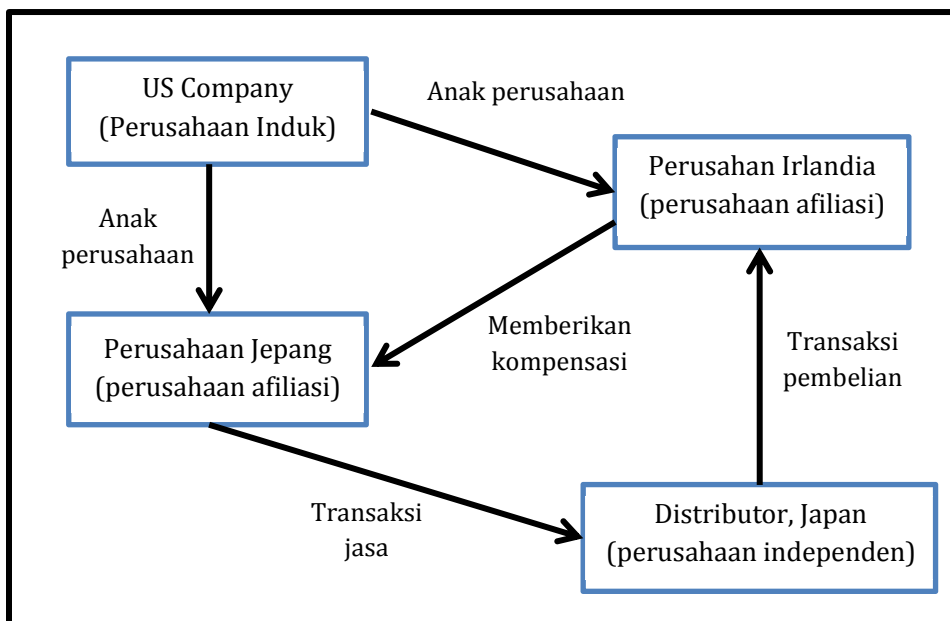 US Company
(Perusahaan Induk)
Anak perusahaan
Perusahan Irlandia
(perusahaan afiliasi)
Anak
perusahaan
Perusahaan Jepang
(perusahaan afiliasi)
Memberikan
kompensasi
Transaksi
pembelian
Transaksi
jasa
Distributor, Japan
(perusahaan independen)